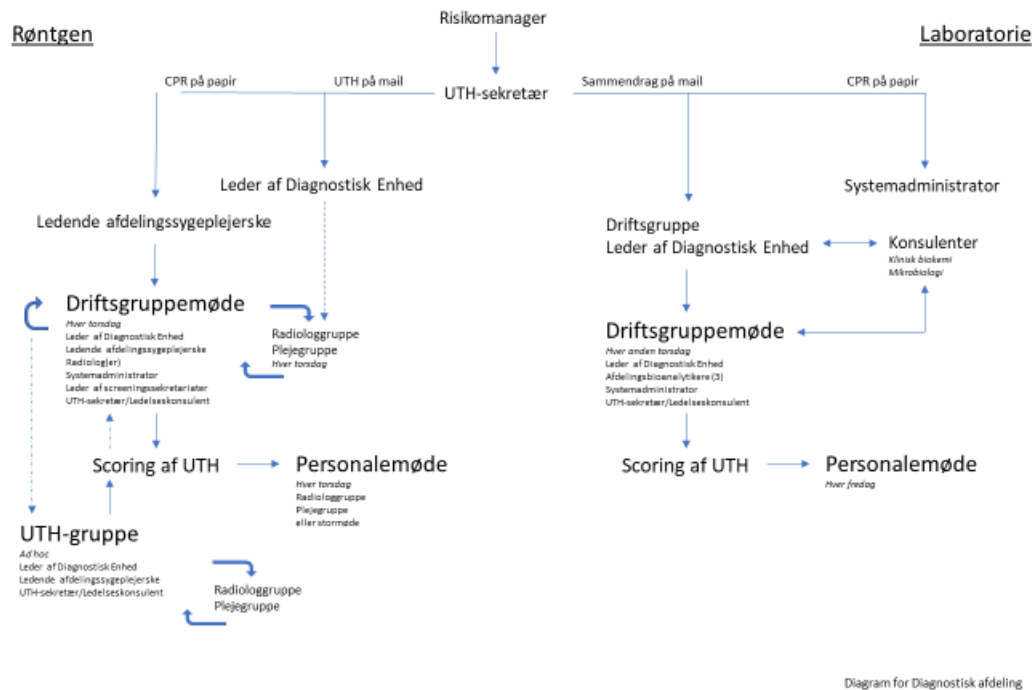 Risikomanager
Røntgen
Laboratorie
CPR på papir
UTH på mail
UTH-sekretær
Sammendrag på mail
CPR på papir
Leder af Diagnostisk Enhed
Systemadministrator
Ledende afdelingssygeplejerske
Driftsgruppe
Leder af Diagnostisk Enhed
Konsulenter
Klinisk biokemi
Mikrobiologi
Driftsgruppemøde
Hver torsdag
Leder af Diagnostisk Enhed
Ledende afdelingssygeplejerske
Radiolog(er)
Systemadministrator
Leder af screeningssekretariater
UTH-sekretær/Ledelseskonsulent
Radiologgruppe
Plejegruppe
Hver torsdag
Driftsgruppemøde
Hver anden torsdag
Leder af Diagnostisk Enhed
Afdelingsbioanalytikere (3)
Systemadministrator
UTH-sekretær/Ledelseskonsulent
Scoring af UTH
Personalemøde
Hver torsdag
Radiologgruppe
Plejegruppe
eller stormøde
Scoring af UTH
Personalemøde
Hver fredag
UTH-gruppe
Ad hoc
Leder af Diagnostisk Enhed
Ledende afdelingssygeplejerske
UTH-sekretær/Ledelseskonsulent
Radiologgruppe
Plejegruppe
Diagram for Diagnostisk afdeling